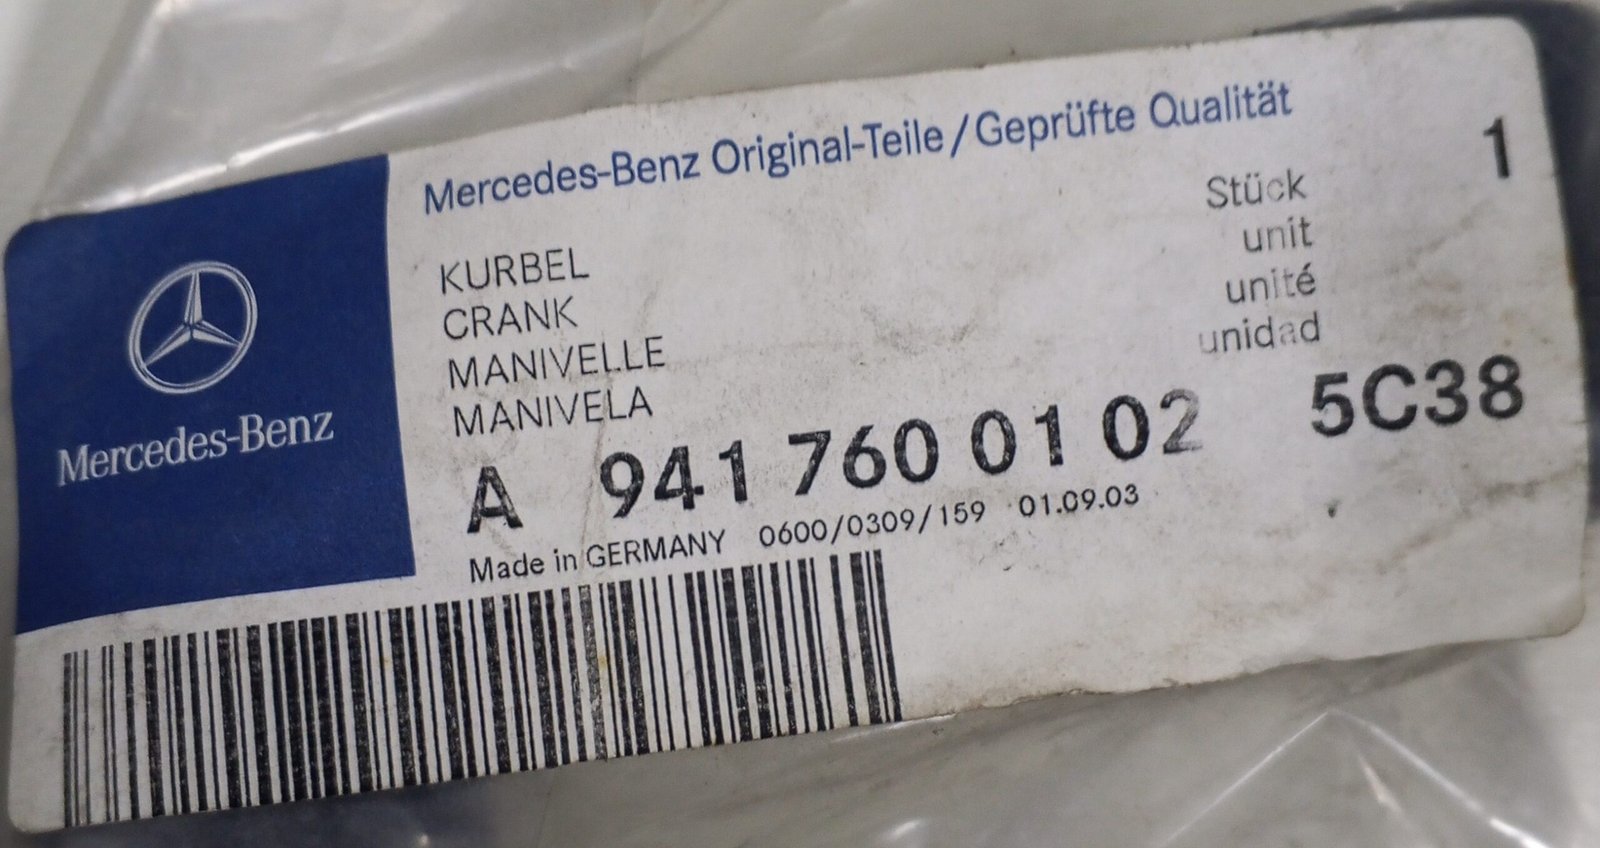 Mercedes-Benz
Mercedes-Benz Original-Teile/Geprüfte Qualität
KURBEL
CRANK
MANIVELLE
MANIVELA
Stück 1
unit
unité
unidad
A 941 760 01 02 5C38
Made in GERMANY 0600/0309/159 01.09.03